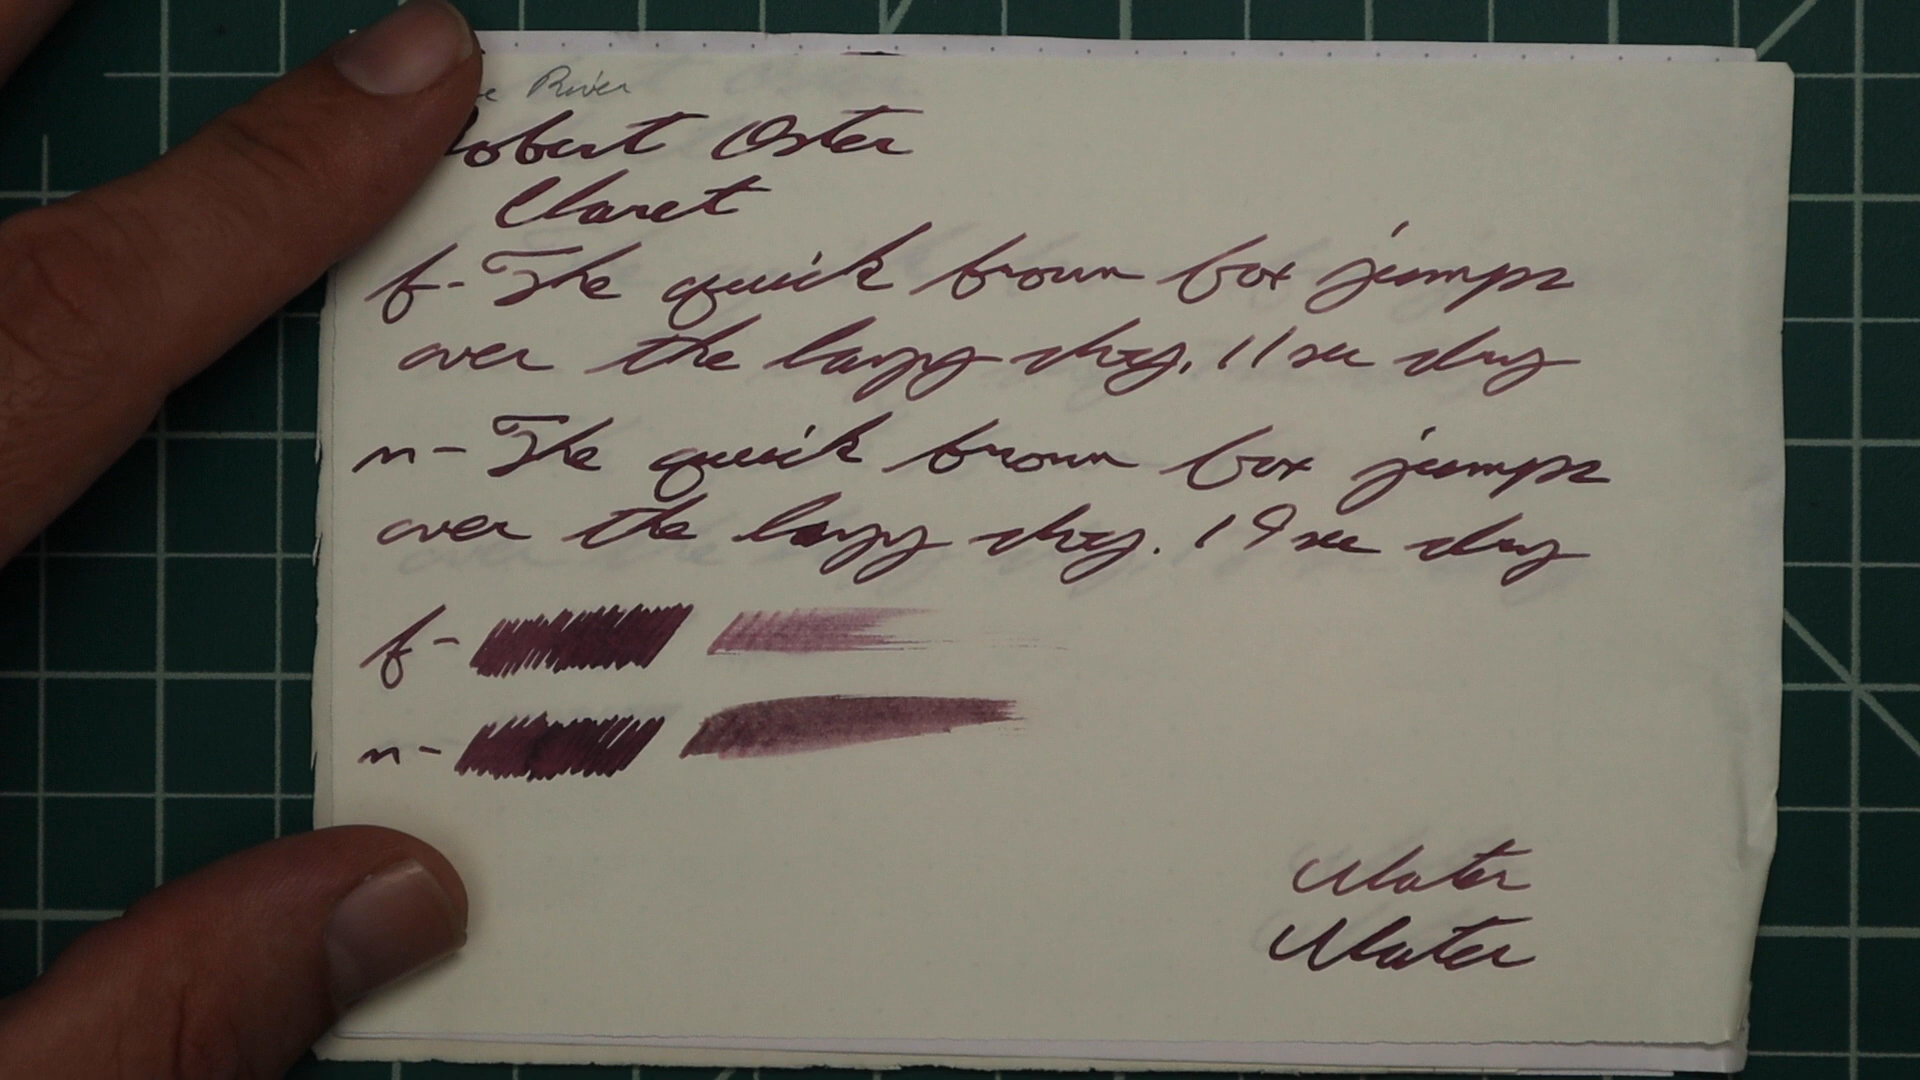 River
Robert Oster
Claret
f- The quick brown fox jumps
over the lazy dog. 11 sec dry
m- The quick brown fox jumps
over the lazy dog. 19 sec dry
f-
m-
Water
Water